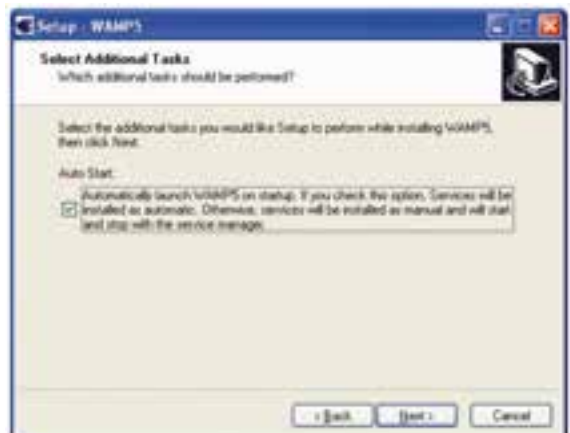 Setup - WAMP5
Select Additional Tasks
Which additional tasks should be performed?
Select the additional tasks you would like Setup to perform while installing WAMP5,
then click Next.
Auto Start:
Automatically launch WAMP5 on startup. If you check this option, Services will be
installed as automatic. Otherwise, services will be installed as manual and will start
and stop with the service manager.
< Back
Next >
Cancel